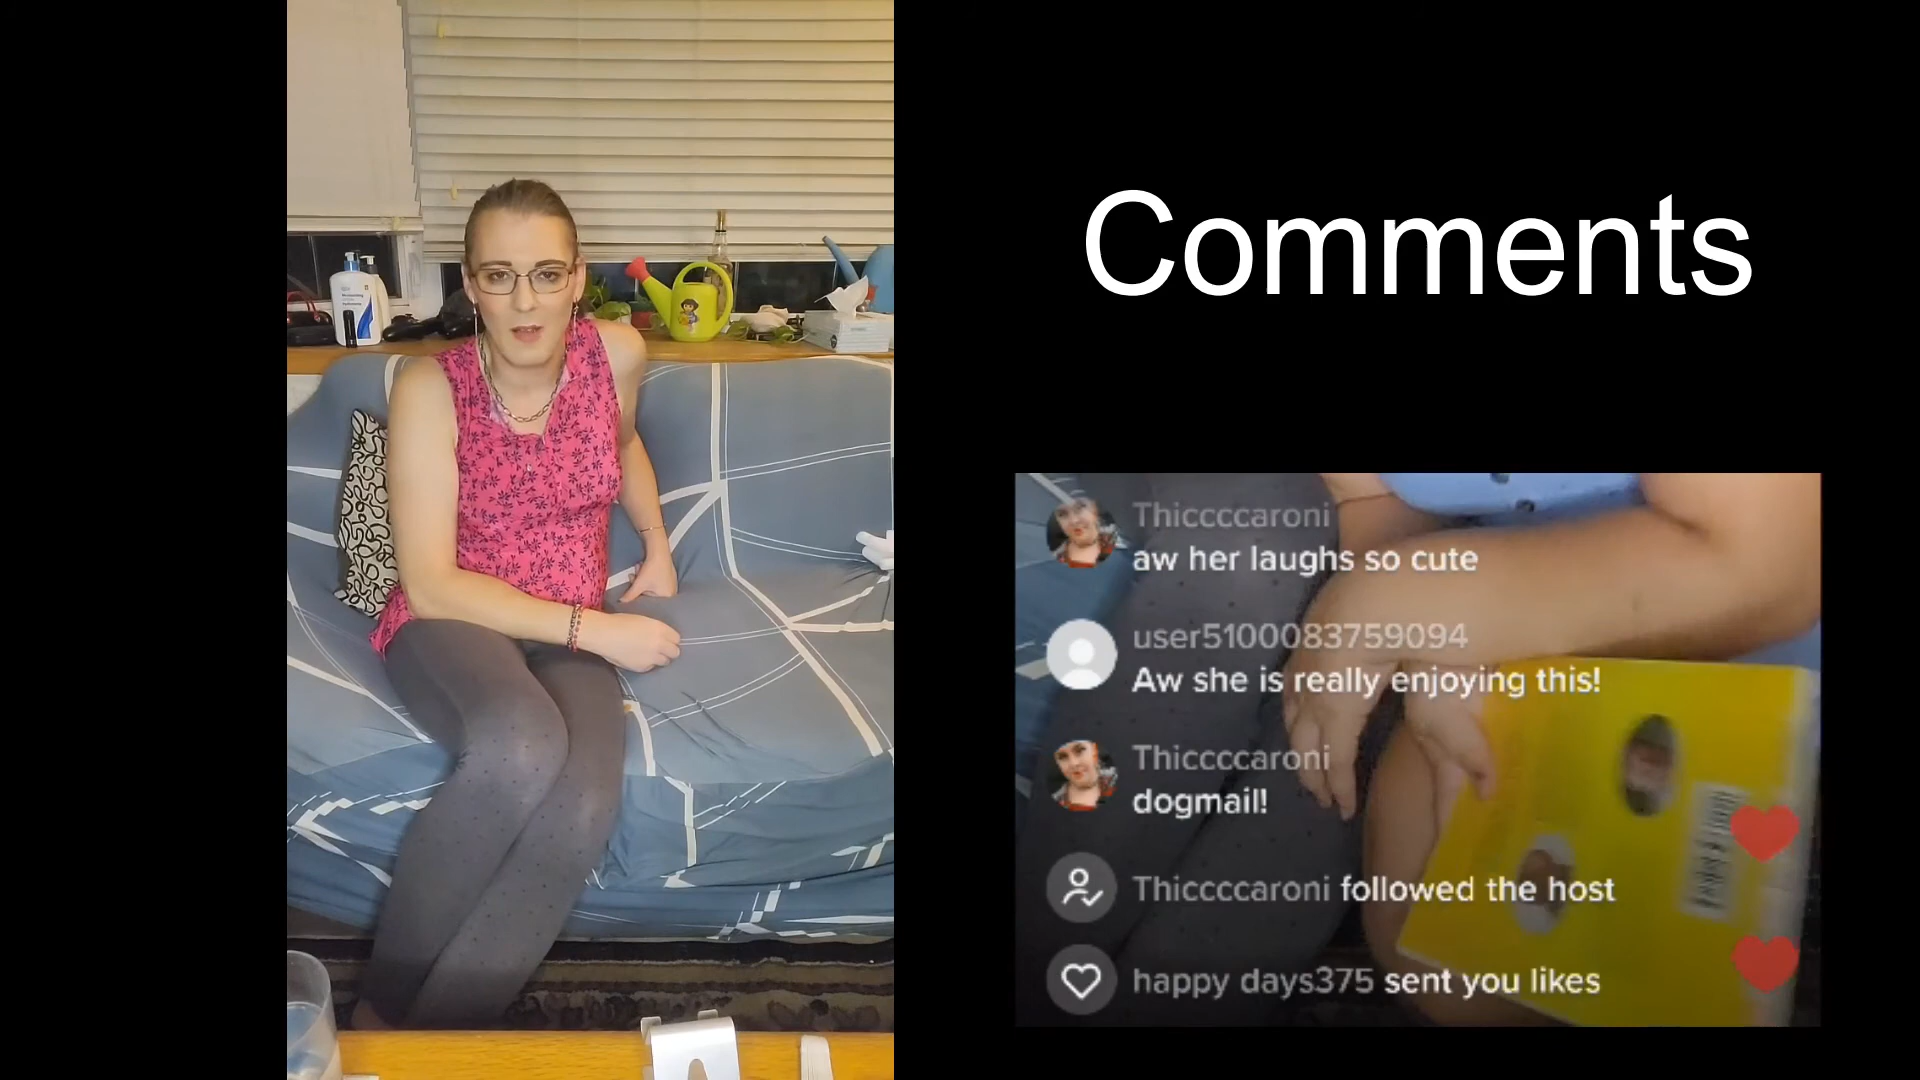 Comments
Thiccccaroni
aw her laughs so cute
user5100083759094
Aw she is really enjoying this!
Thiccccaroni
dogmail!
Thiccccaroni followed the host
happy days375 sent you likes